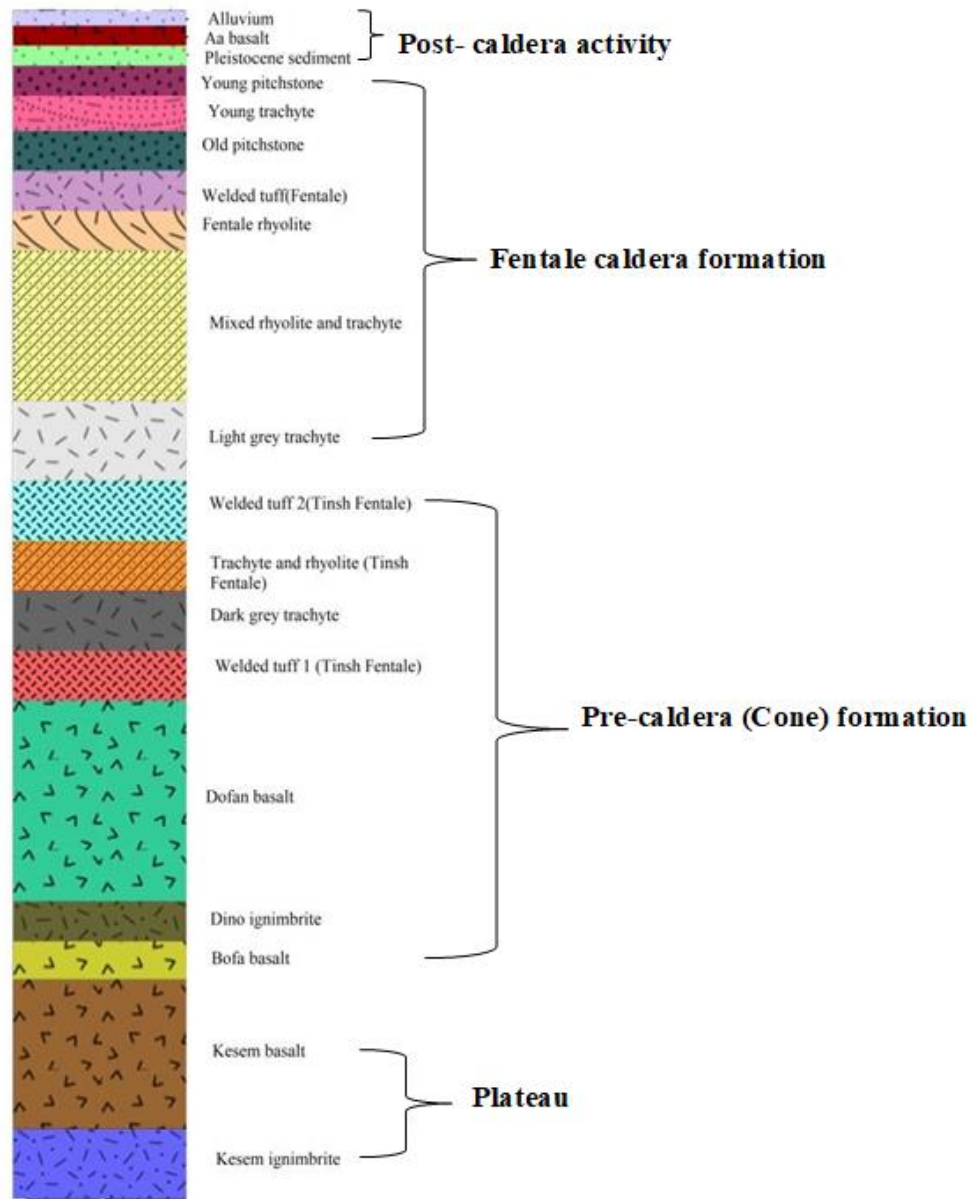 Alluvium
Aa basalt
Pleistocene sediment
Post- caldera activity
Young pitchstone
Young trachyte
Old pitchstone
Welded tuff(Fentale)
Fentale rhyolite
Fentale caldera formation
Mixed rhyolite and trachyte
Light grey trachyte
Welded tuff 2(Tinsh Fentale)
Trachyte and rhyolite (Tinsh
Fentale)
Dark grey trachyte
Welded tuff 1 (Tinsh Fentale)
Pre-caldera (Cone) formation
Dofan basalt
Dino ignimbrite
Bofa basalt
Kesem basalt
Plateau
Kesem ignimbrite